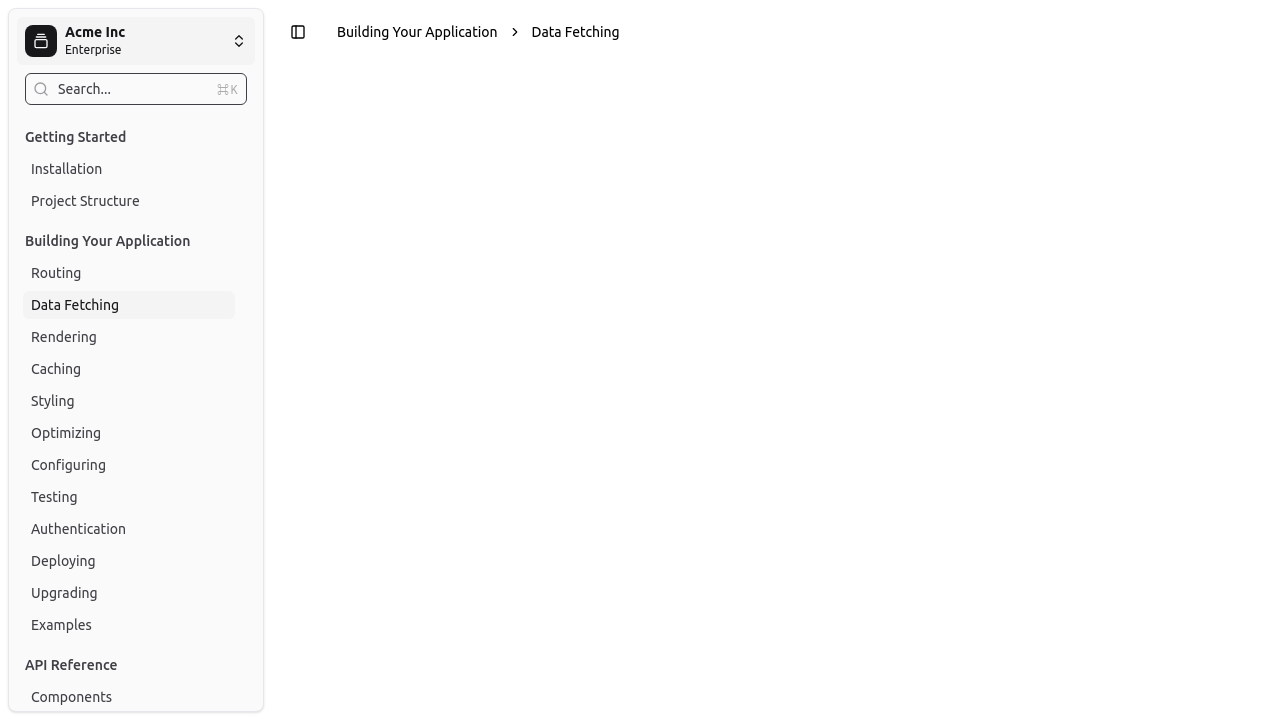 Acme Inc
Enterprise
Search...
⌘K
Getting Started
Installation
Project Structure
Building Your Application
Routing
Data Fetching
Rendering
Caching
Styling
Optimizing
Configuring
Testing
Authentication
Deploying
Upgrading
Examples
API Reference
Components
Building Your Application > Data Fetching